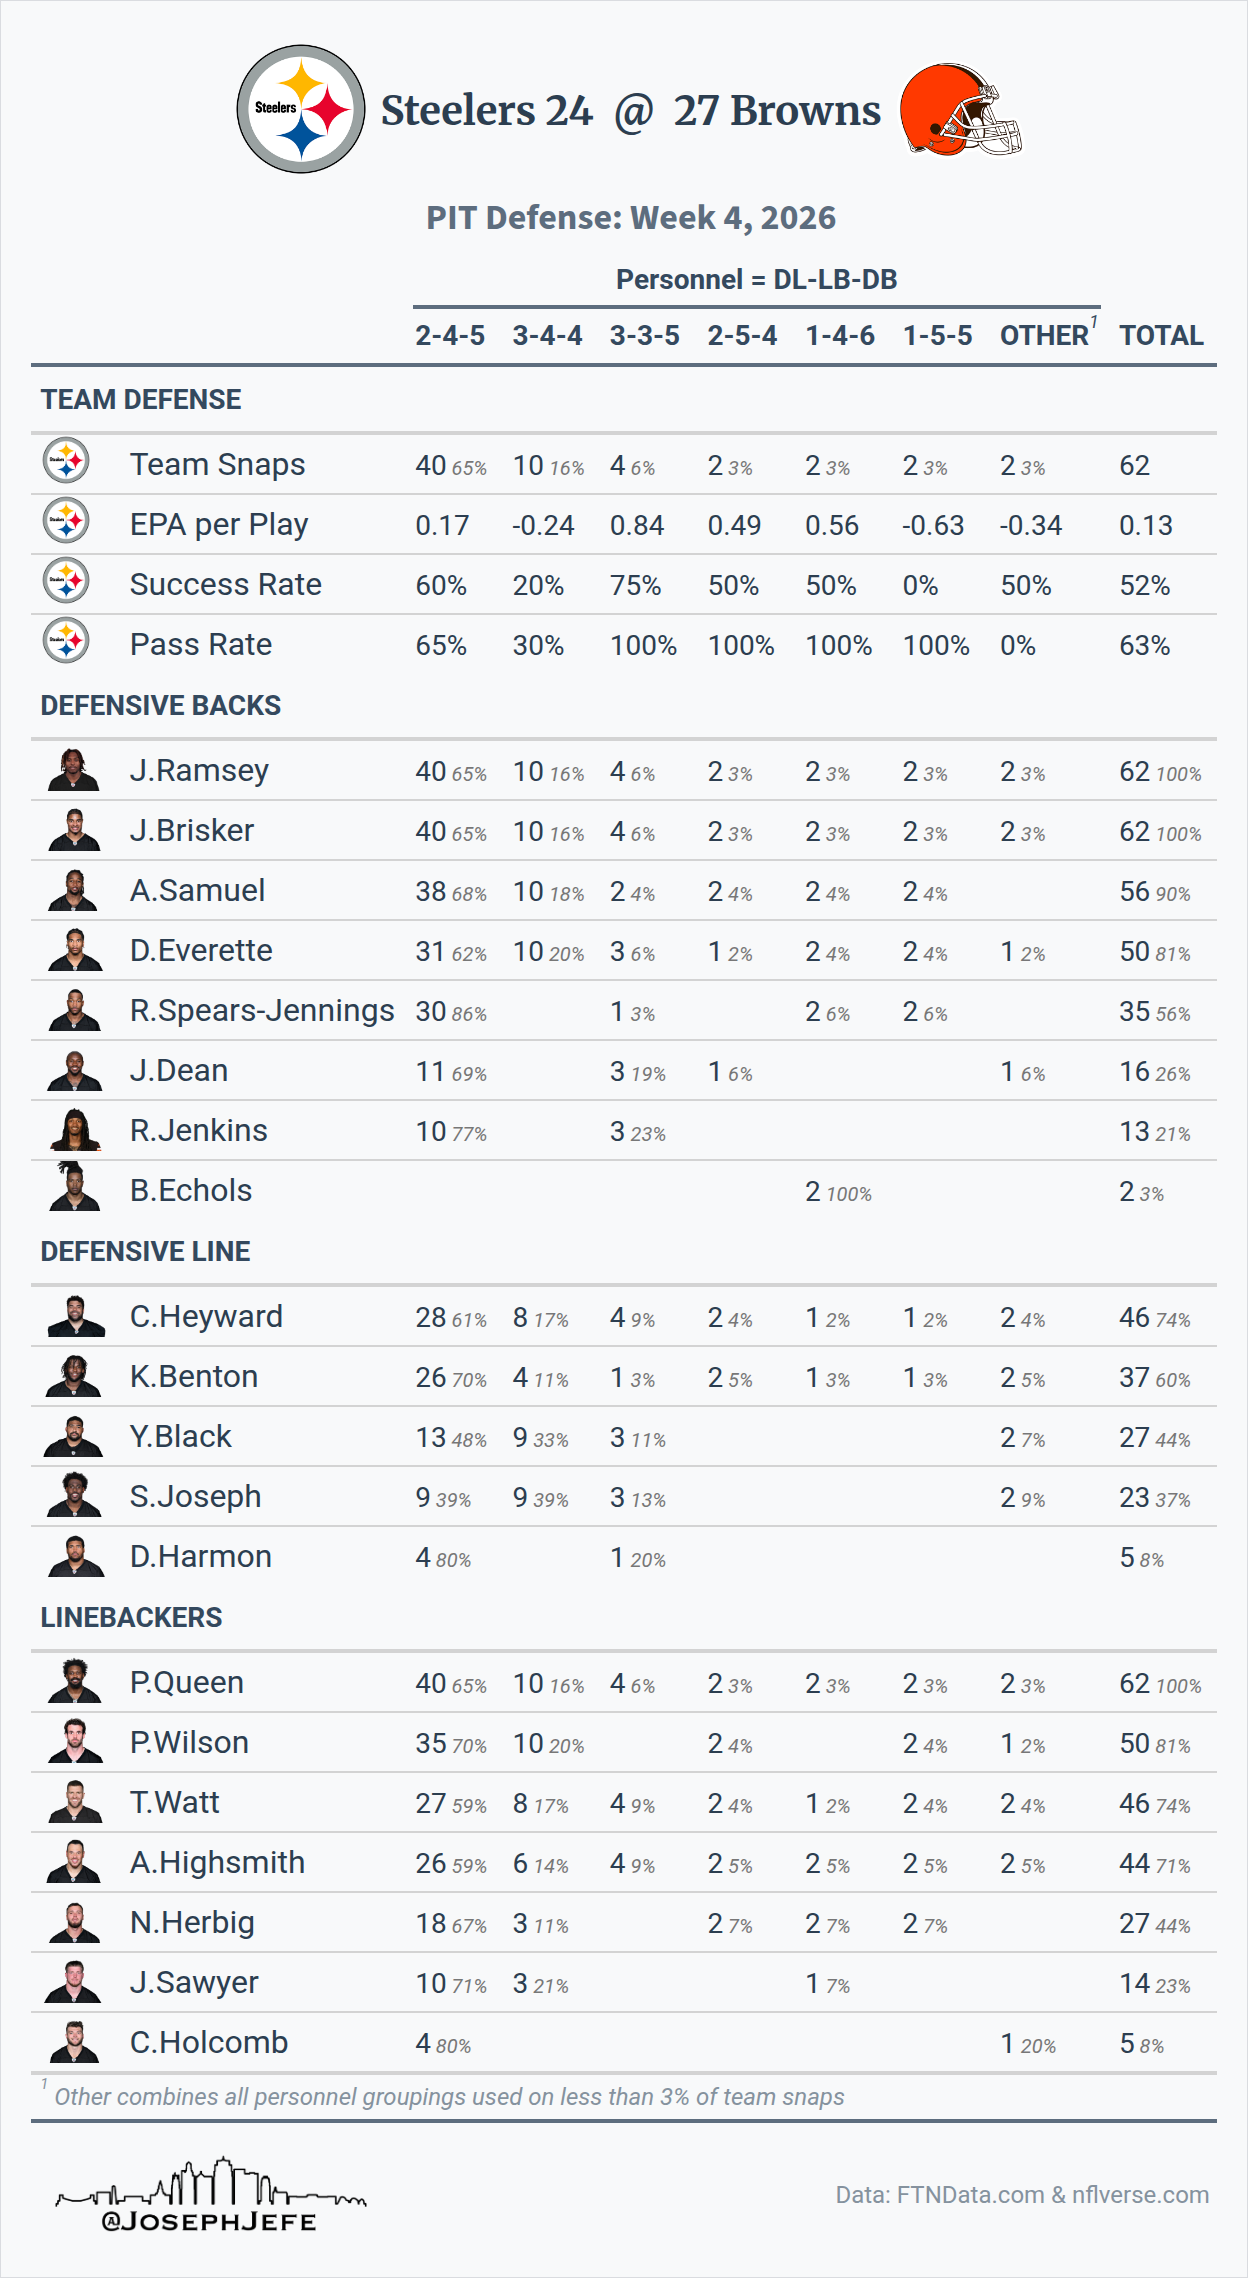 Steelers
Steelers 24 @ 27 Browns
PIT Defense: Week 4, 2026
Personnel = DL-LB-DB
2-4-5 3-4-4 3-3-5 2-5-4 1-4-6 1-5-5 OTHER1 TOTAL
TEAM DEFENSE
Team Snaps 40 65% 10 16% 4 6% 2 3% 2 3% 2 3% 2 3% 62
EPA per Play 0.17 -0.24 0.84 0.49 0.56 -0.63 -0.34 0.13
Success Rate 60% 20% 75% 50% 50% 0% 50% 52%
Pass Rate 65% 30% 100% 100% 100% 100% 0% 63%
DEFENSIVE BACKS
J.Ramsey 40 65% 10 16% 4 6% 2 3% 2 3% 2 3% 2 3% 62 100%
J.Brisker 40 65% 10 16% 4 6% 2 3% 2 3% 2 3% 2 3% 62 100%
A.Samuel 38 68% 10 18% 2 4% 2 4% 2 4% 2 4% 56 90%
D.Everette 31 62% 10 20% 3 6% 1 2% 2 4% 2 4% 1 2% 50 81%
R.Spears-Jennings 30 86% 1 3% 2 6% 2 6% 35 56%
J.Dean 11 69% 3 19% 1 6% 1 6% 16 26%
R.Jenkins 10 77% 3 23% 13 21%
B.Echols 2 100% 2 3%
DEFENSIVE LINE
C.Heyward 28 61% 8 17% 4 9% 2 4% 1 2% 1 2% 2 4% 46 74%
K.Benton 26 70% 4 11% 1 3% 2 5% 1 3% 1 3% 2 5% 37 60%
Y.Black 13 48% 9 33% 3 11% 2 7% 27 44%
S.Joseph 9 39% 9 39% 3 13% 2 9% 23 37%
D.Harmon 4 80% 1 20% 5 8%
LINEBACKERS
P.Queen 40 65% 10 16% 4 6% 2 3% 2 3% 2 3% 2 3% 62 100%
P.Wilson 35 70% 10 20% 2 4% 2 4% 1 2% 50 81%
T.Watt 27 59% 8 17% 4 9% 2 4% 1 2% 2 4% 2 4% 46 74%
A.Highsmith 26 59% 6 14% 4 9% 2 5% 2 5% 2 5% 2 5% 44 71%
N.Herbig 18 67% 3 11% 2 7% 2 7% 2 7% 27 44%
J.Sawyer 10 71% 3 21% 1 7% 14 23%
C.Holcomb 4 80% 1 20% 5 8%
1 Other combines all personnel groupings used on less than 3% of team snaps
@JosephJefe
Data: FTNData.com & nflverse.com